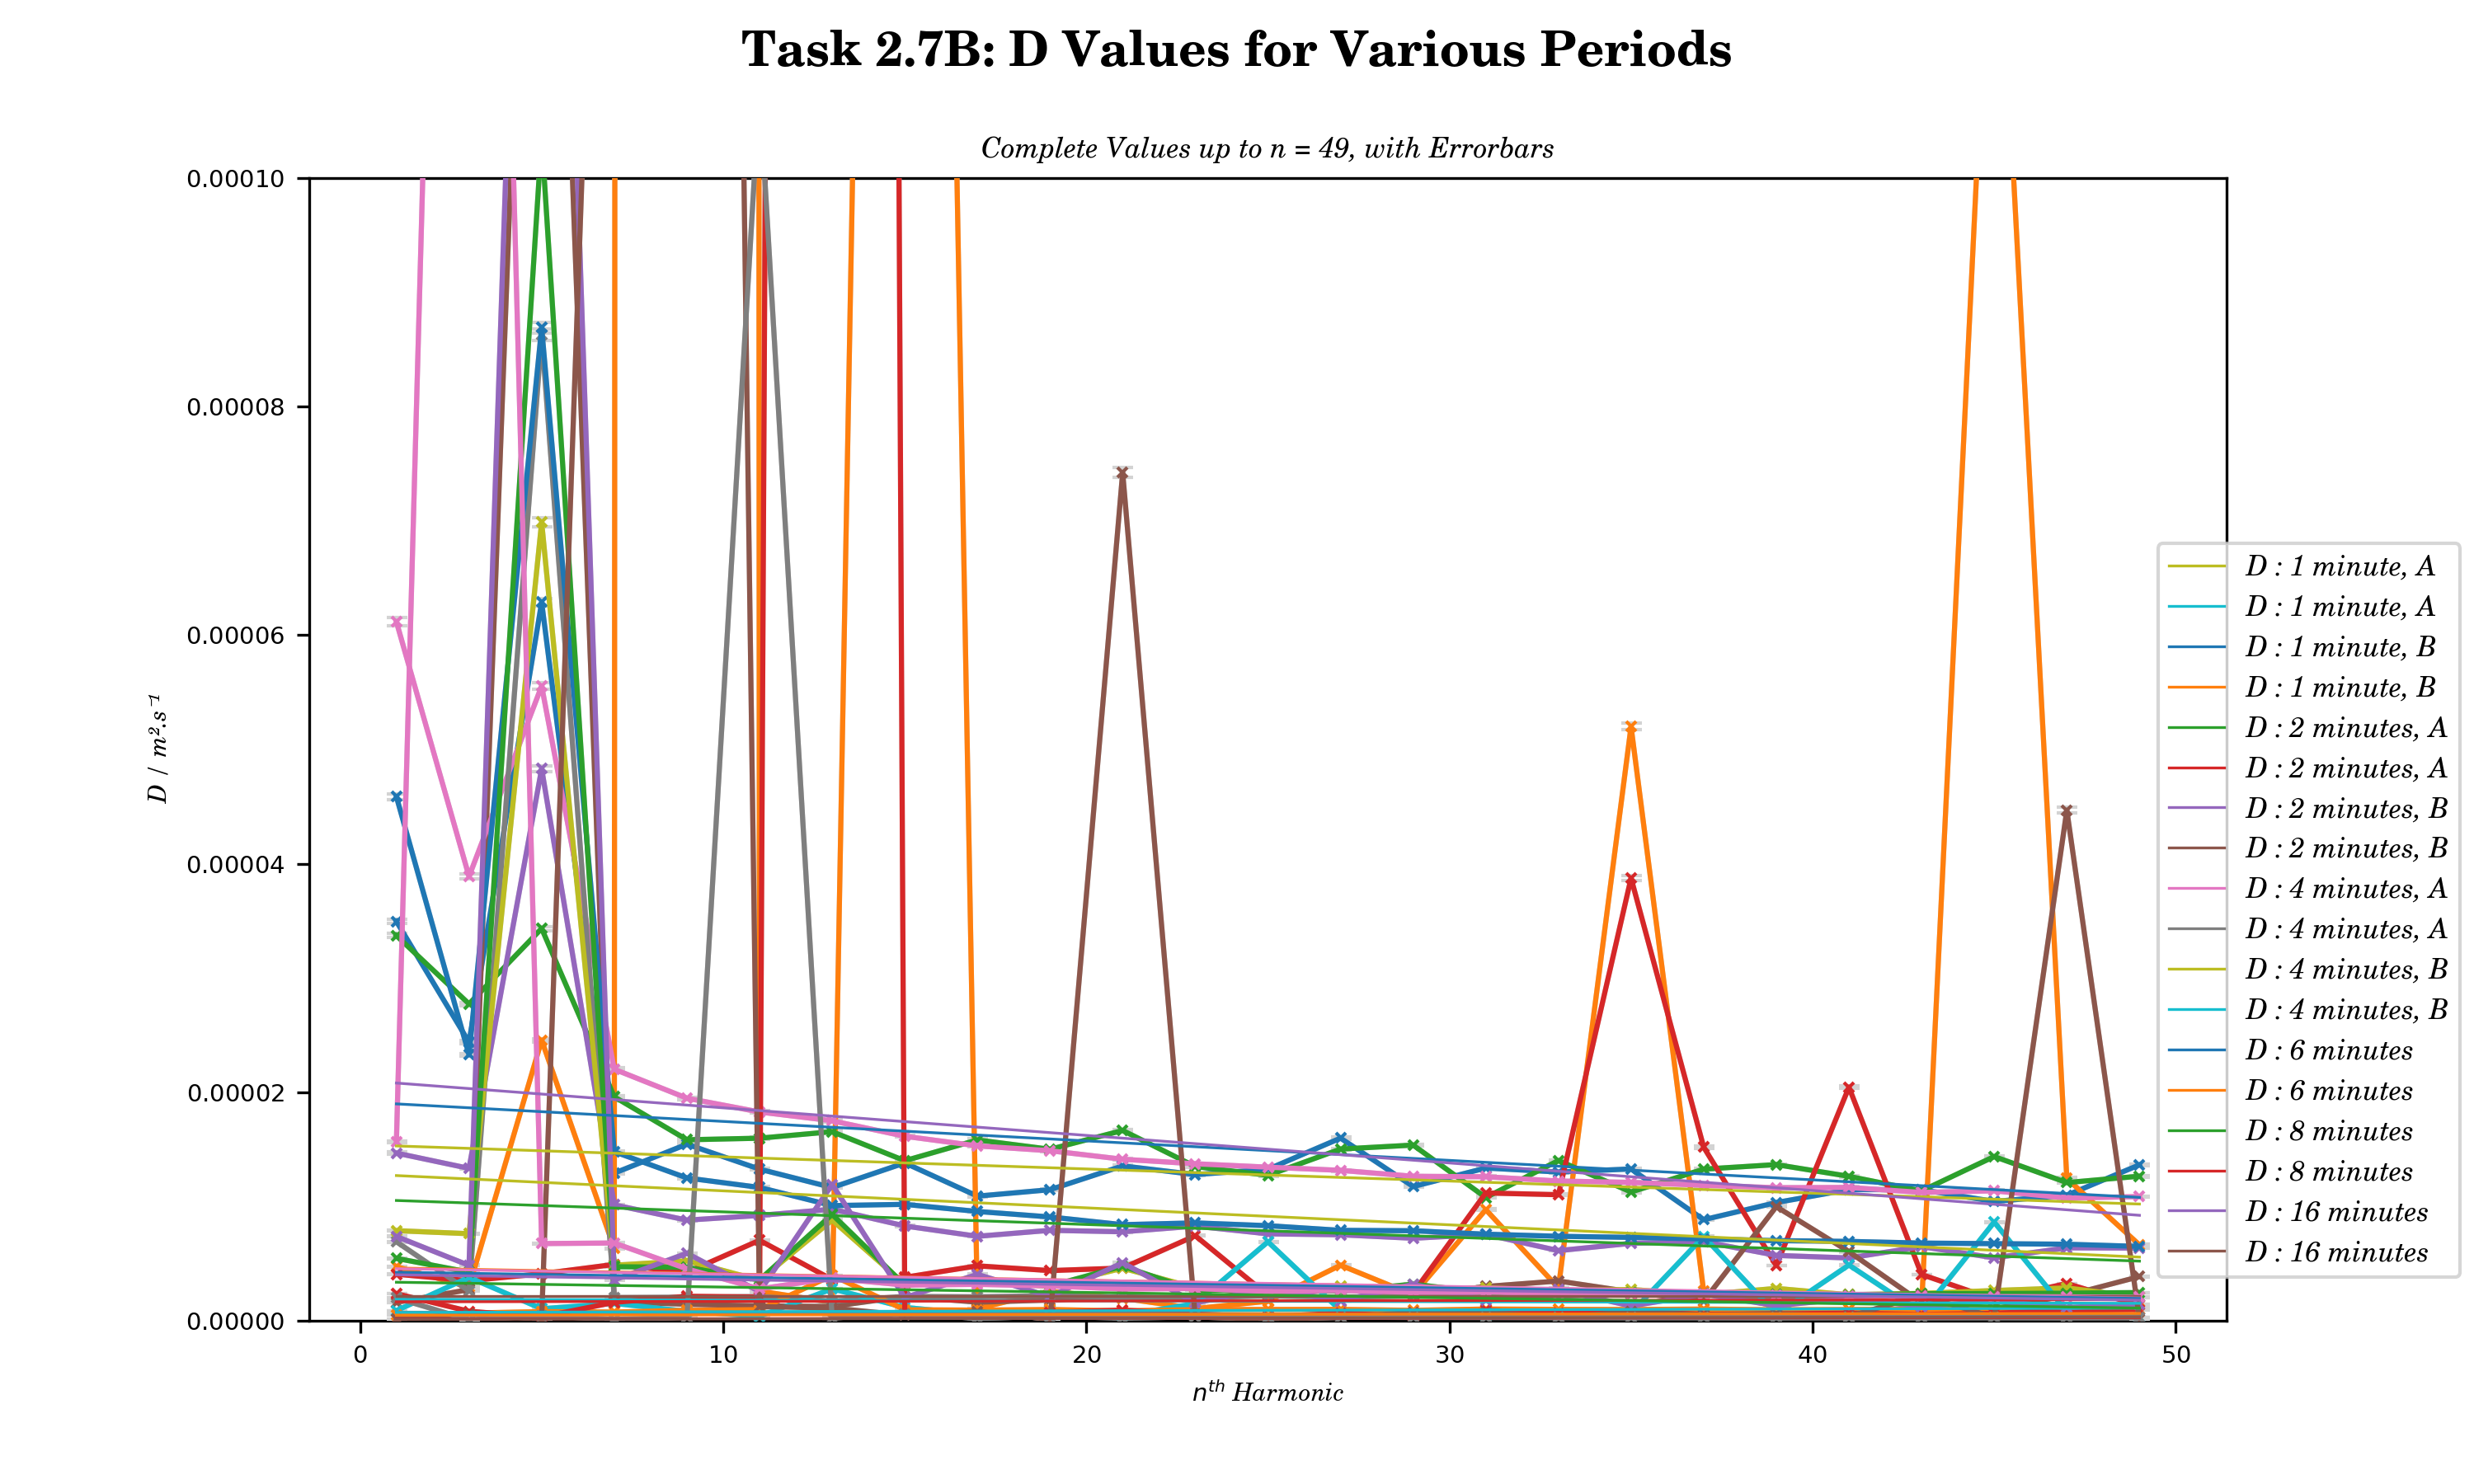 Task 2.7B: D Values for Various Periods
Complete Values up to n = 49, with Errorbars
0.00010
0.00008
0.00006
0.00004
0.00002
0.00000
D / m².s⁻¹
0 10 20 30 40 50
nᵗʰ Harmonic
D : 1 minute, A
D : 1 minute, A
D : 1 minute, B
D : 1 minute, B
D : 2 minutes, A
D : 2 minutes, A
D : 2 minutes, B
D : 2 minutes, B
D : 4 minutes, A
D : 4 minutes, A
D : 4 minutes, B
D : 4 minutes, B
D : 6 minutes
D : 6 minutes
D : 8 minutes
D : 8 minutes
D : 16 minutes
D : 16 minutes